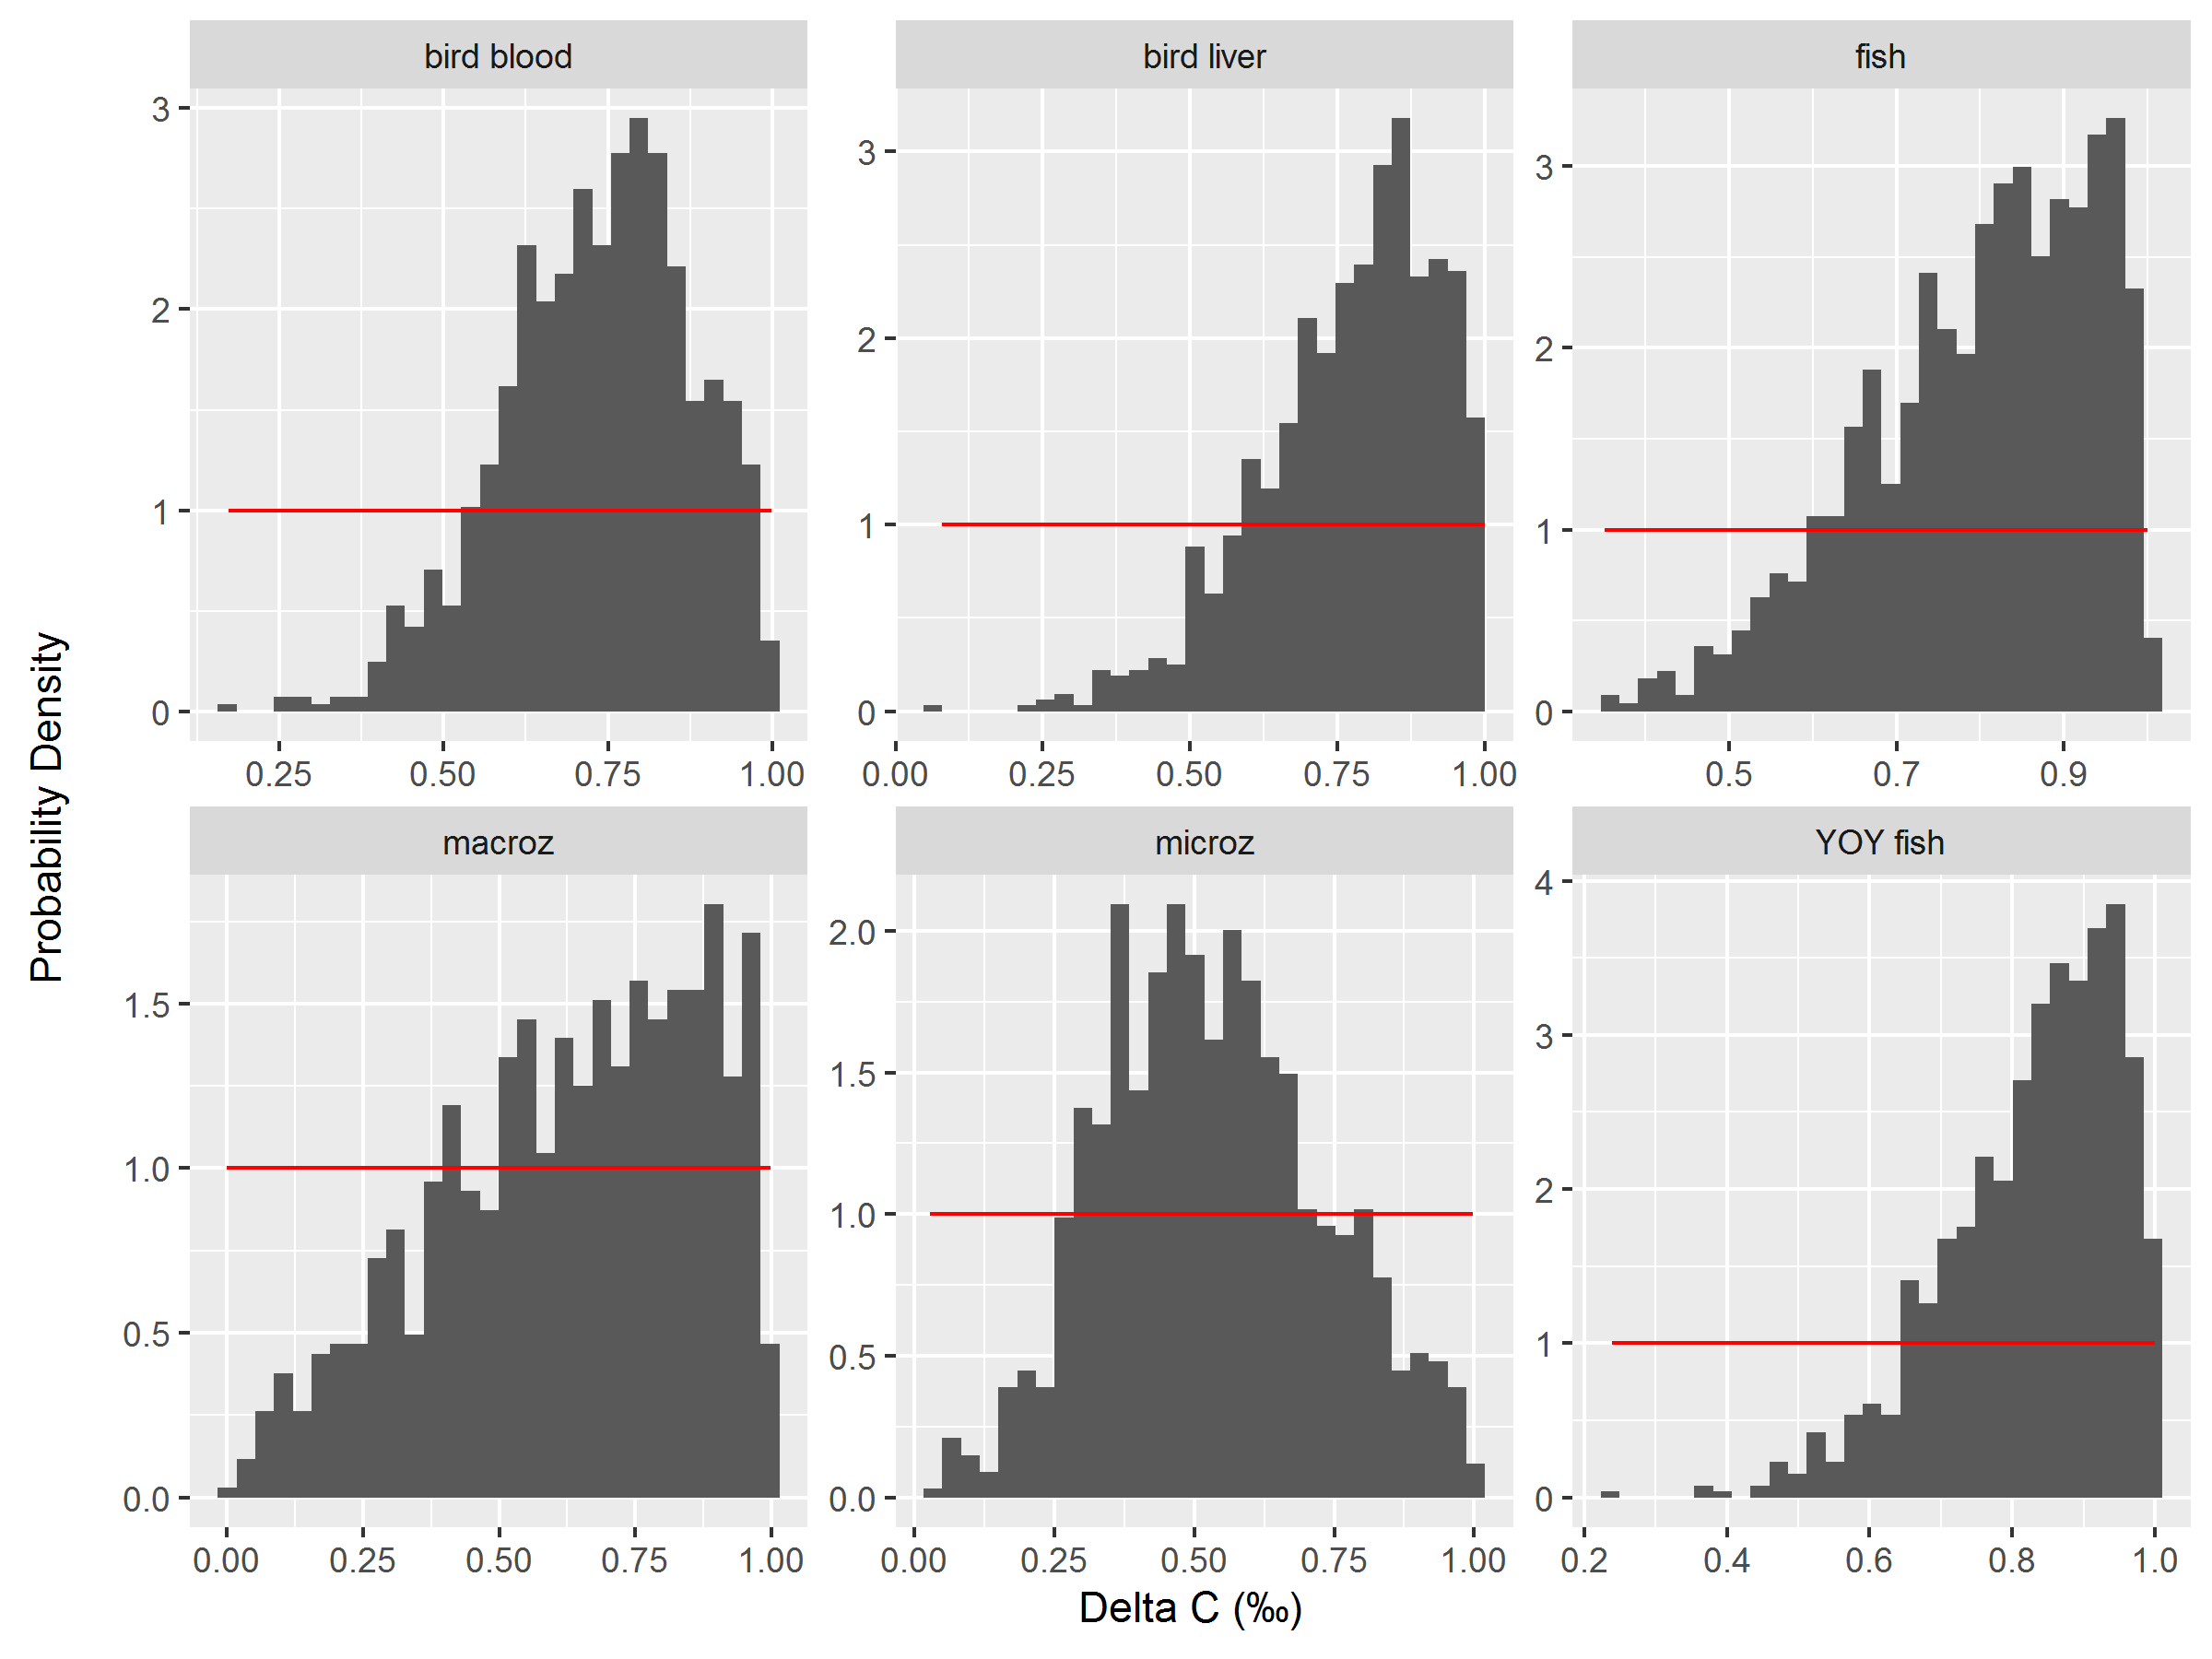 bird blood
bird liver
fish
3
2
1
0
3
2
1
0
3
2
1
0
0.25 0.50 0.75 1.00
0.00 0.25 0.50 0.75 1.00
0.5 0.7 0.9
macroz
microz
YOY fish
1.5
1.0
0.5
0.0
2.0
1.5
1.0
0.5
0.0
4
3
2
1
0
0.00 0.25 0.50 0.75 1.00
0.00 0.25 0.50 0.75 1.00
0.2 0.4 0.6 0.8 1.0
Probability Density
Delta C (‰)